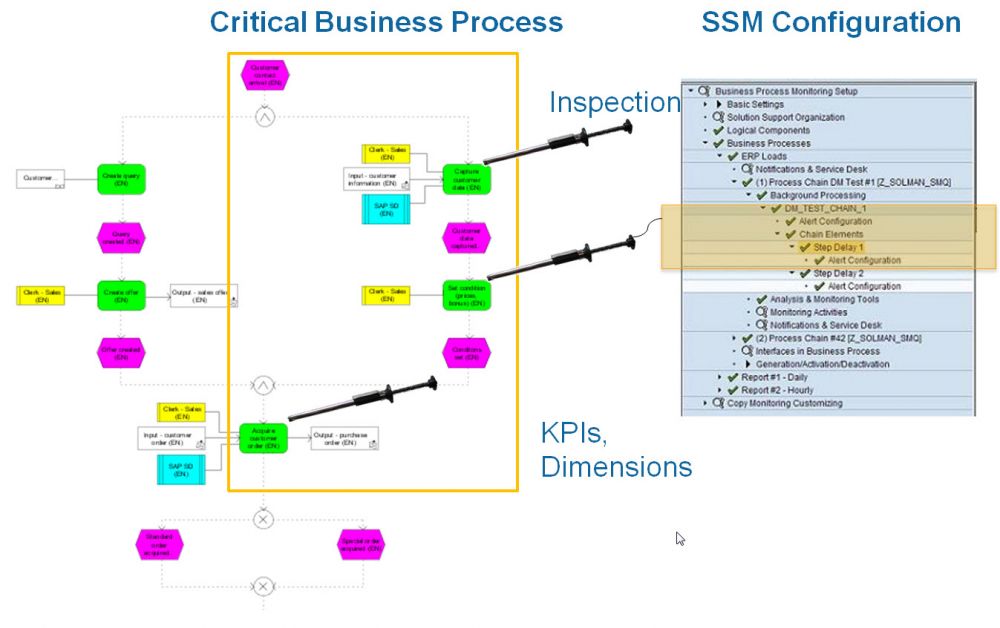 Critical Business Process
SSM Configuration
Customer
contact
arrived (EN)
Inspection
Clerk - Sales
(EN)
Input - customer
information (EN)
SAP SD
(EN)
Capture
customer
data (EN)
Customer...
Create query
(EN)
Query
created (EN)
Customer
data
captured...
Clerk - Sales
(EN)
Create offer
(EN)
Output - sales offer
(EN)
Clerk - Sales
(EN)
Set condition
(prices,
bonus) (EN)
Offer created
(EN)
Conditions
set (EN)
Clerk - Sales
(EN)
Input - customer
order (EN)
SAP SD
(EN)
Acquire
customer
order (EN)
Output - purchase
order (EN)
KPIs,
Dimensions
Standard
order
acquired...
Special order
acquired (EN)
Business Process Monitoring Setup
Basic Settings
Solution Support Organization
Logical Components
Business Processes
ERP Loads
Notifications & Service Desk
(1) Process Chain DM Test #1 [Z_SOLMAN_SMQ]
Background Processing
DM_TEST_CHAIN_1
Alert Configuration
Chain Elements
Step Delay 1
Alert Configuration
Step Delay 2
Alert Configuration
Analysis & Monitoring Tools
Monitoring Activities
Notifications & Service Desk
(2) Process Chain #42 [Z_SOLMAN_SMQ]
Interfaces in Business Process
Generation/Activation/Deactivation
Report #1 - Daily
Report #2 - Hourly
Copy Monitoring Customizing